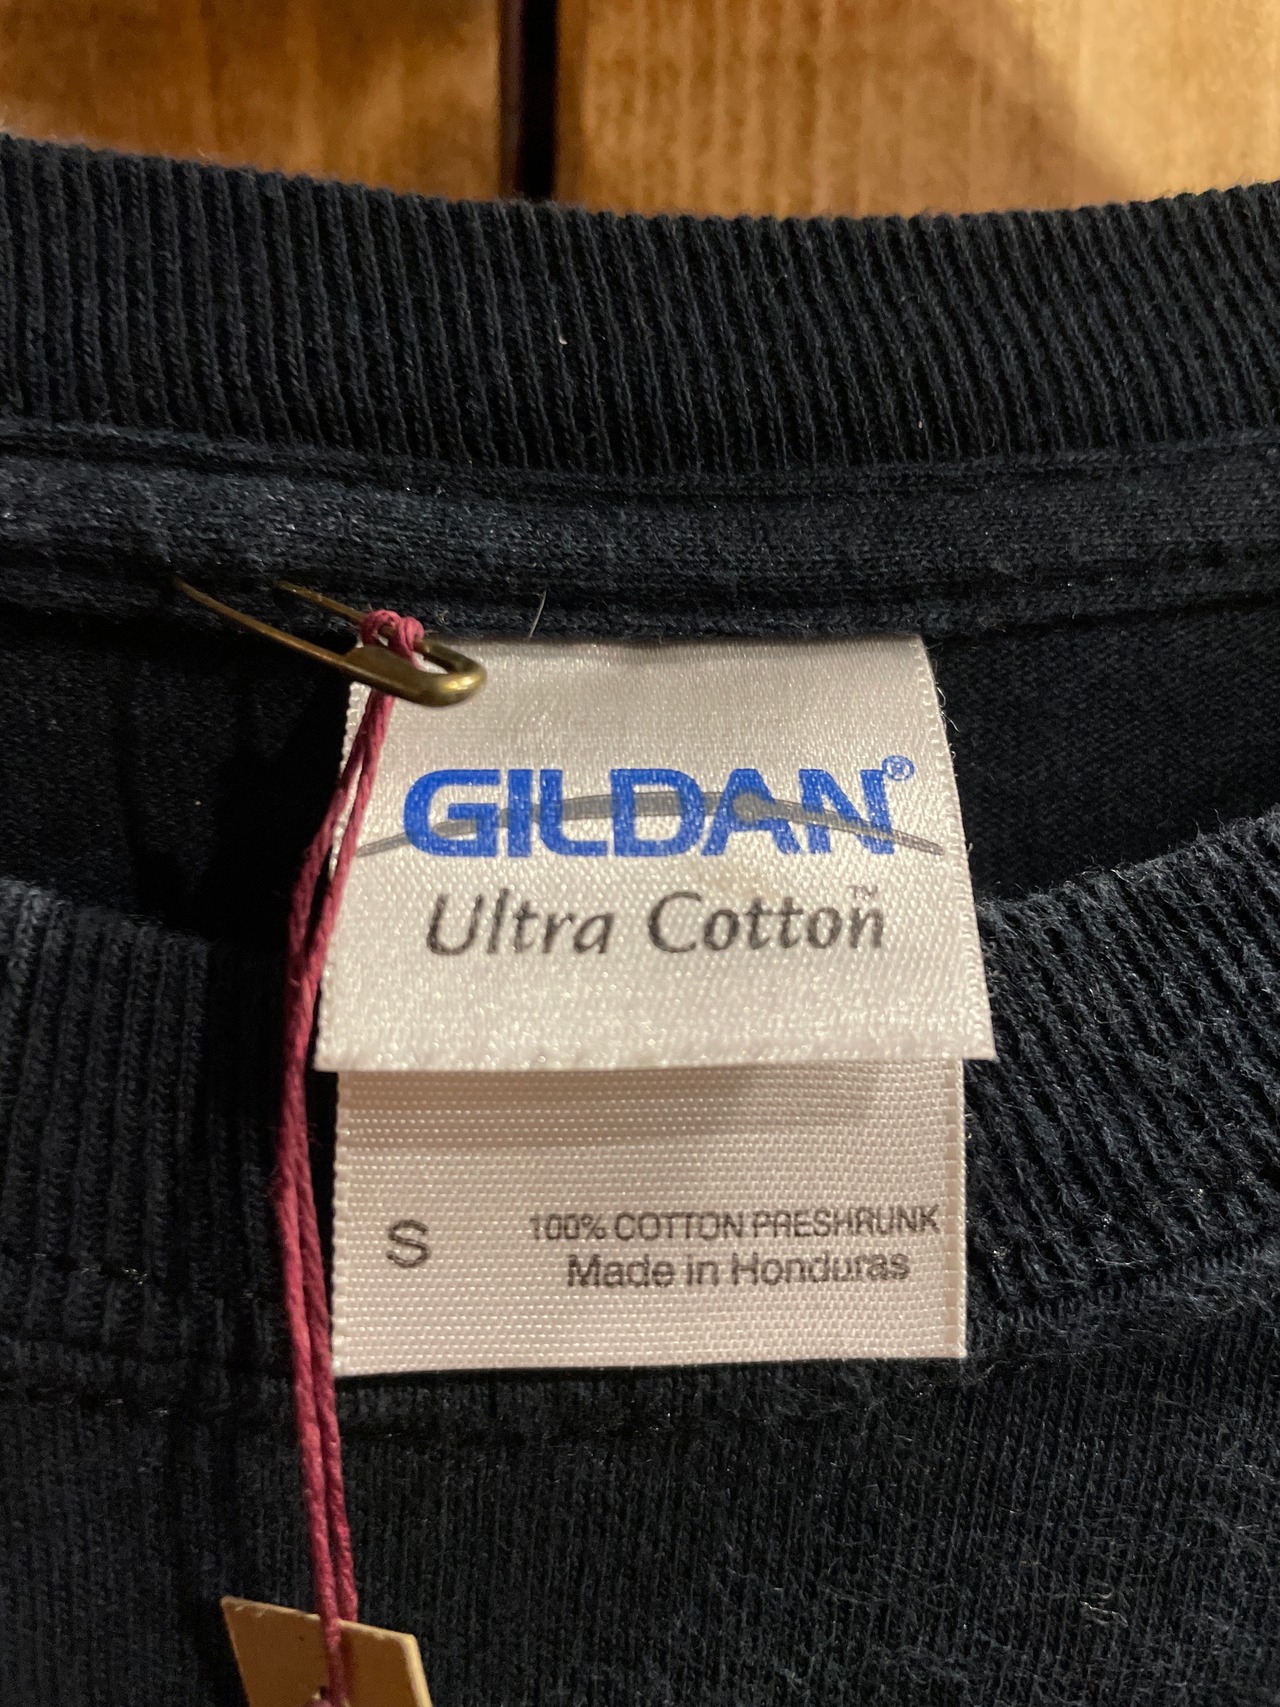 GILDAN®
Ultra Cotton™
S 100% COTTON PRESHRUNK
Made in Honduras